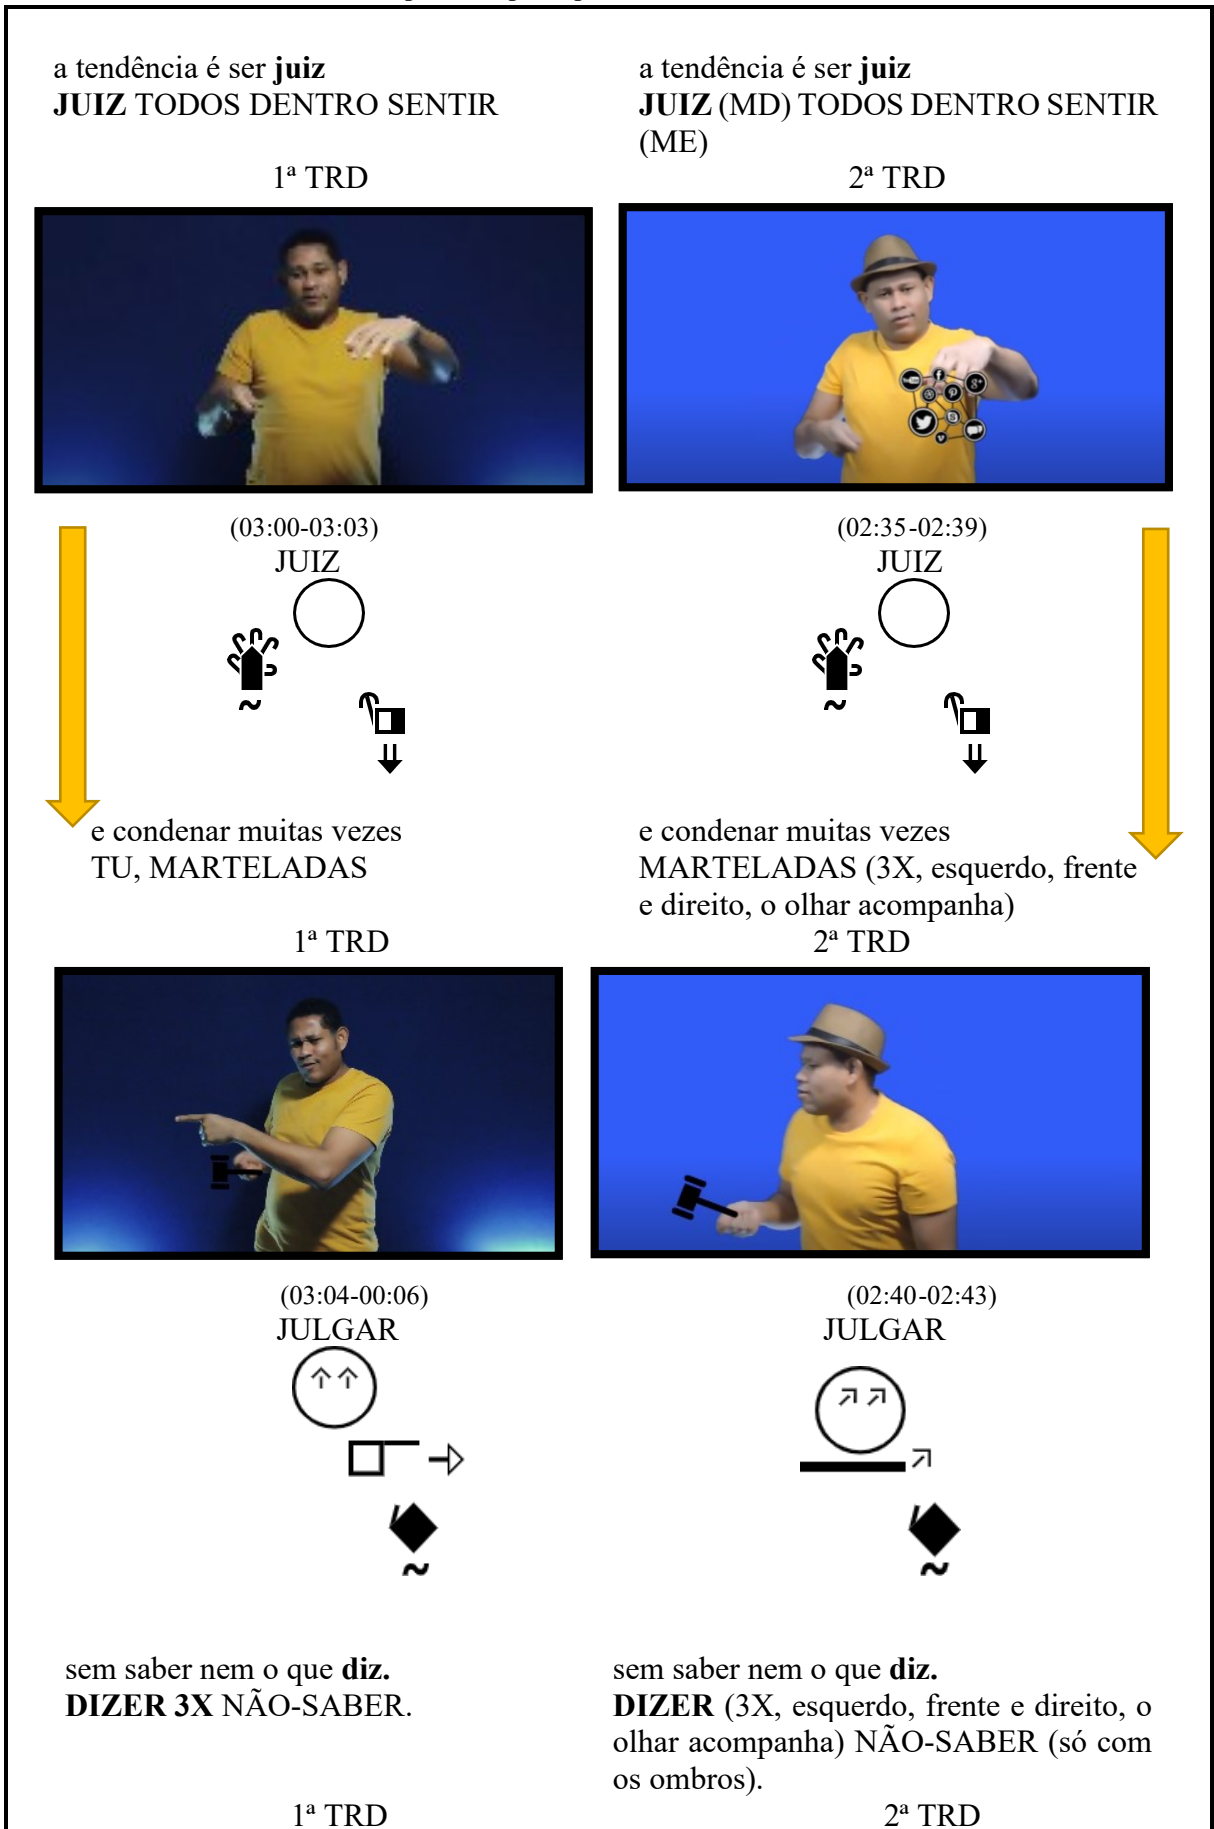 a tendência é ser juiz
JUIZ TODOS DENTRO SENTIR
1ª TRD
a tendência é ser juiz
JUIZ (MD) TODOS DENTRO SENTIR
(ME)
2ª TRD
(03:00-03:03)
JUIZ
(02:35-02:39)
JUIZ
e condenar muitas vezes
TU, MARTELADAS
1ª TRD
e condenar muitas vezes
MARTELADAS (3X, esquerdo, frente
e direito, o olhar acompanha)
2ª TRD
(03:04-00:06)
JULGAR
(02:40-02:43)
JULGAR
sem saber nem o que diz.
DIZER 3X NÃO-SABER.
1ª TRD
sem saber nem o que diz.
DIZER (3X, esquerdo, frente e direito, o
olhar acompanha) NÃO-SABER (só com
os ombros).
2ª TRD